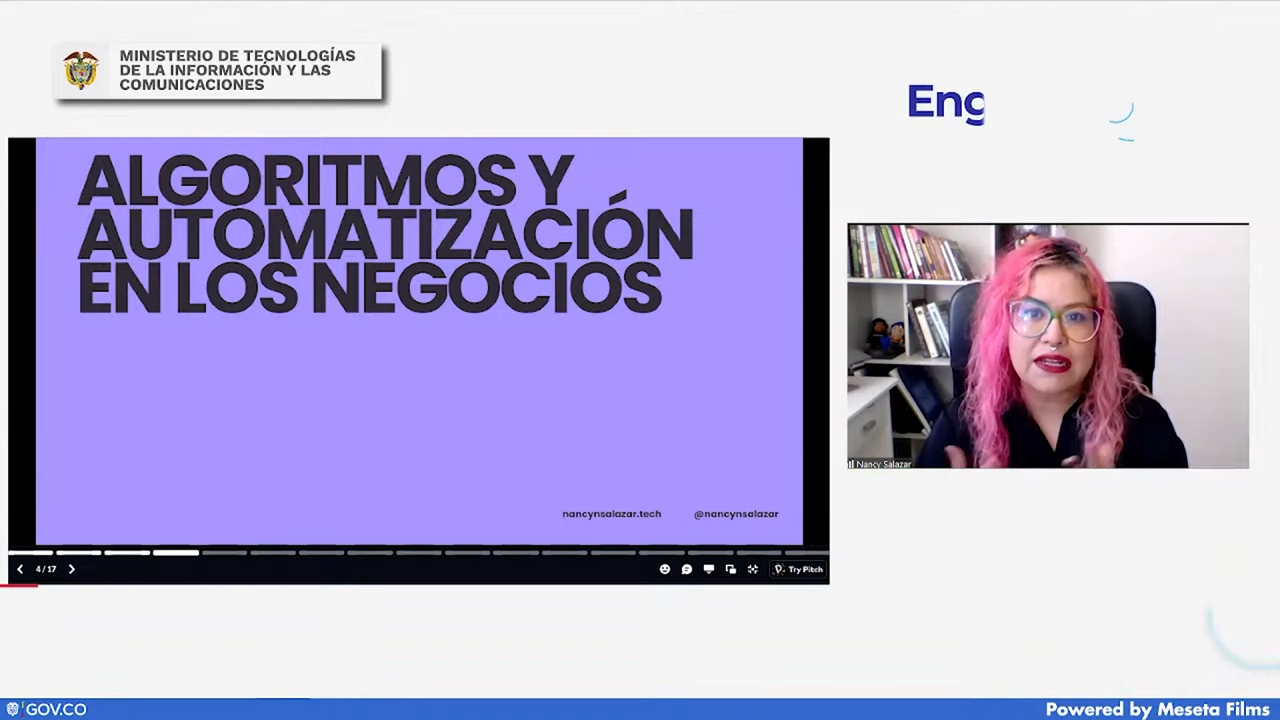 MINISTERIO DE TECNOLOGÍAS
DE LA INFORMACIÓN Y LAS
COMUNICACIONES
Eng
ALGORITMOS Y
AUTOMATIZACIÓN
EN LOS NEGOCIOS
nancynsalazar.tech @nancynsalazar
Nancy Salazar
4/17
Try Pitch
GOV.CO
Powered by Meseta Films